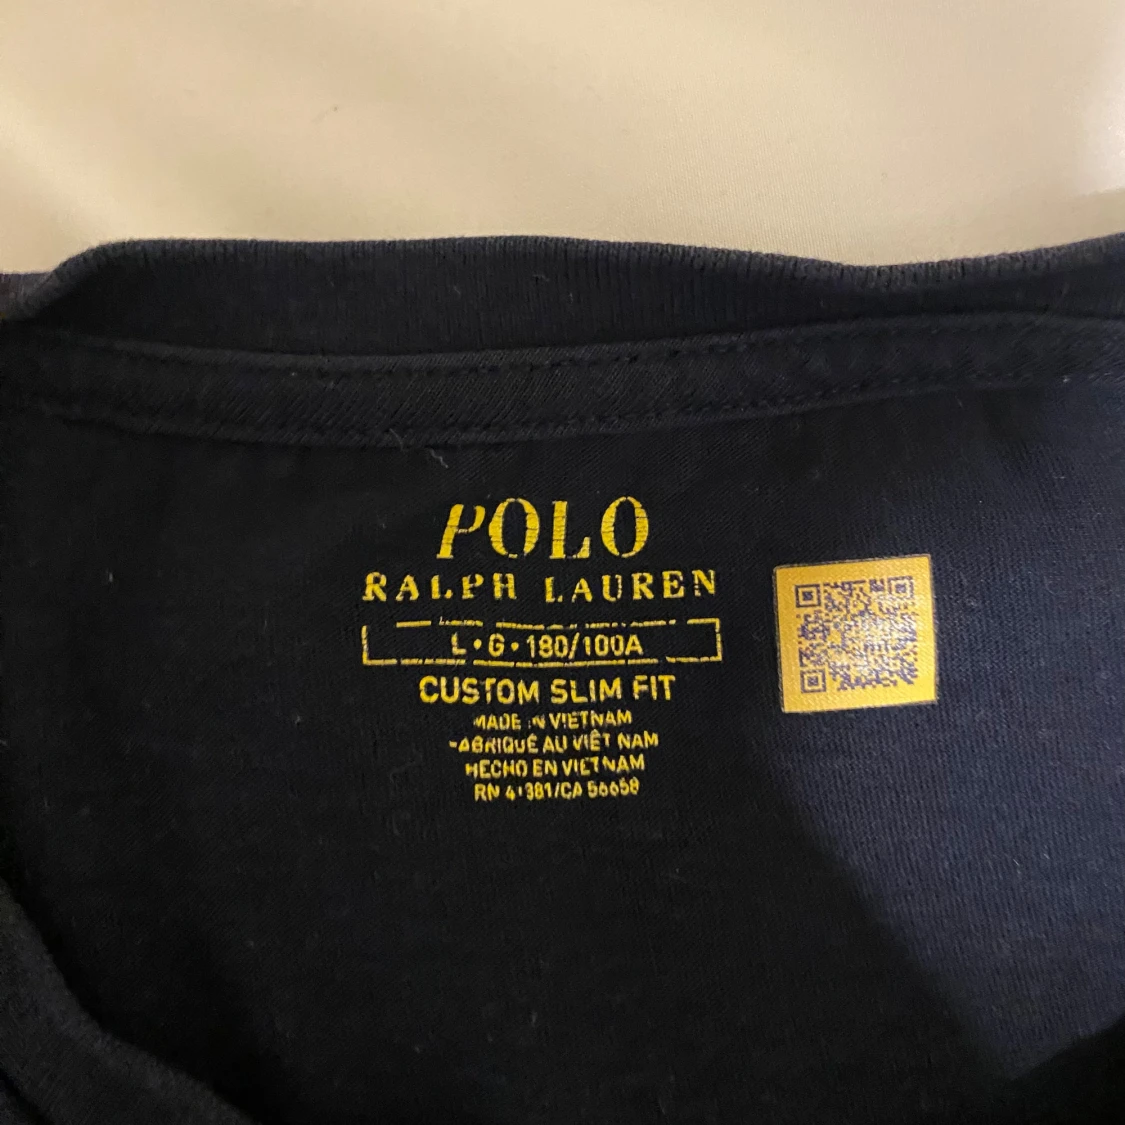 POLO
RALPH LAUREN
L•G•180/100A
CUSTOM SLIM FIT
MADE IN VIETNAM
FABRIQUÉ AU VIÊT NAM
HECHO EN VIETNAM
RN 41381/CA 56658